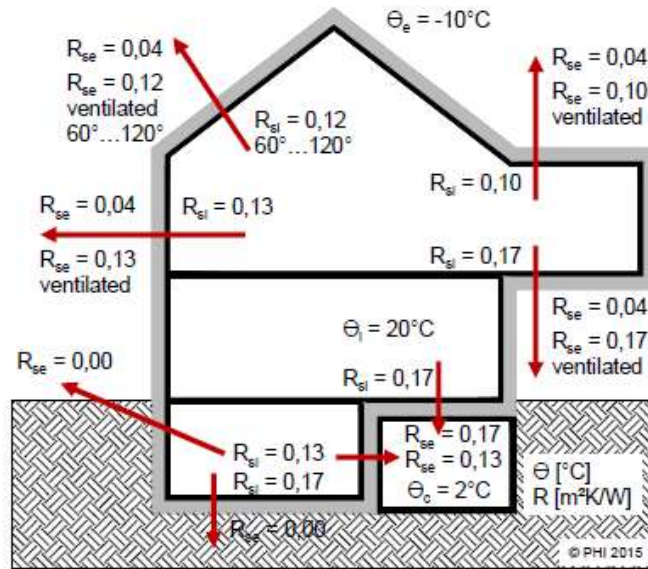 Θe = -10°C
Rse = 0,04
Rse = 0,12
ventilated
60°...120°
Rsi = 0,12
60°...120°
Rse = 0,04
Rse = 0,10
ventilated
Rsi = 0,10
Rse = 0,04
Rsi = 0,13
Rse = 0,13
ventilated
Rsi = 0,17
Rse = 0,04
Rse = 0,17
ventilated
Θi = 20°C
Rsi = 0,17
Rse = 0,00
Rsi = 0,13
Rsi = 0,17
Rse = 0,17
Rse = 0,13
Θc = 2°C
Rse = 0,00
Θ [°C]
R [m²K/W]
© PHI 2015